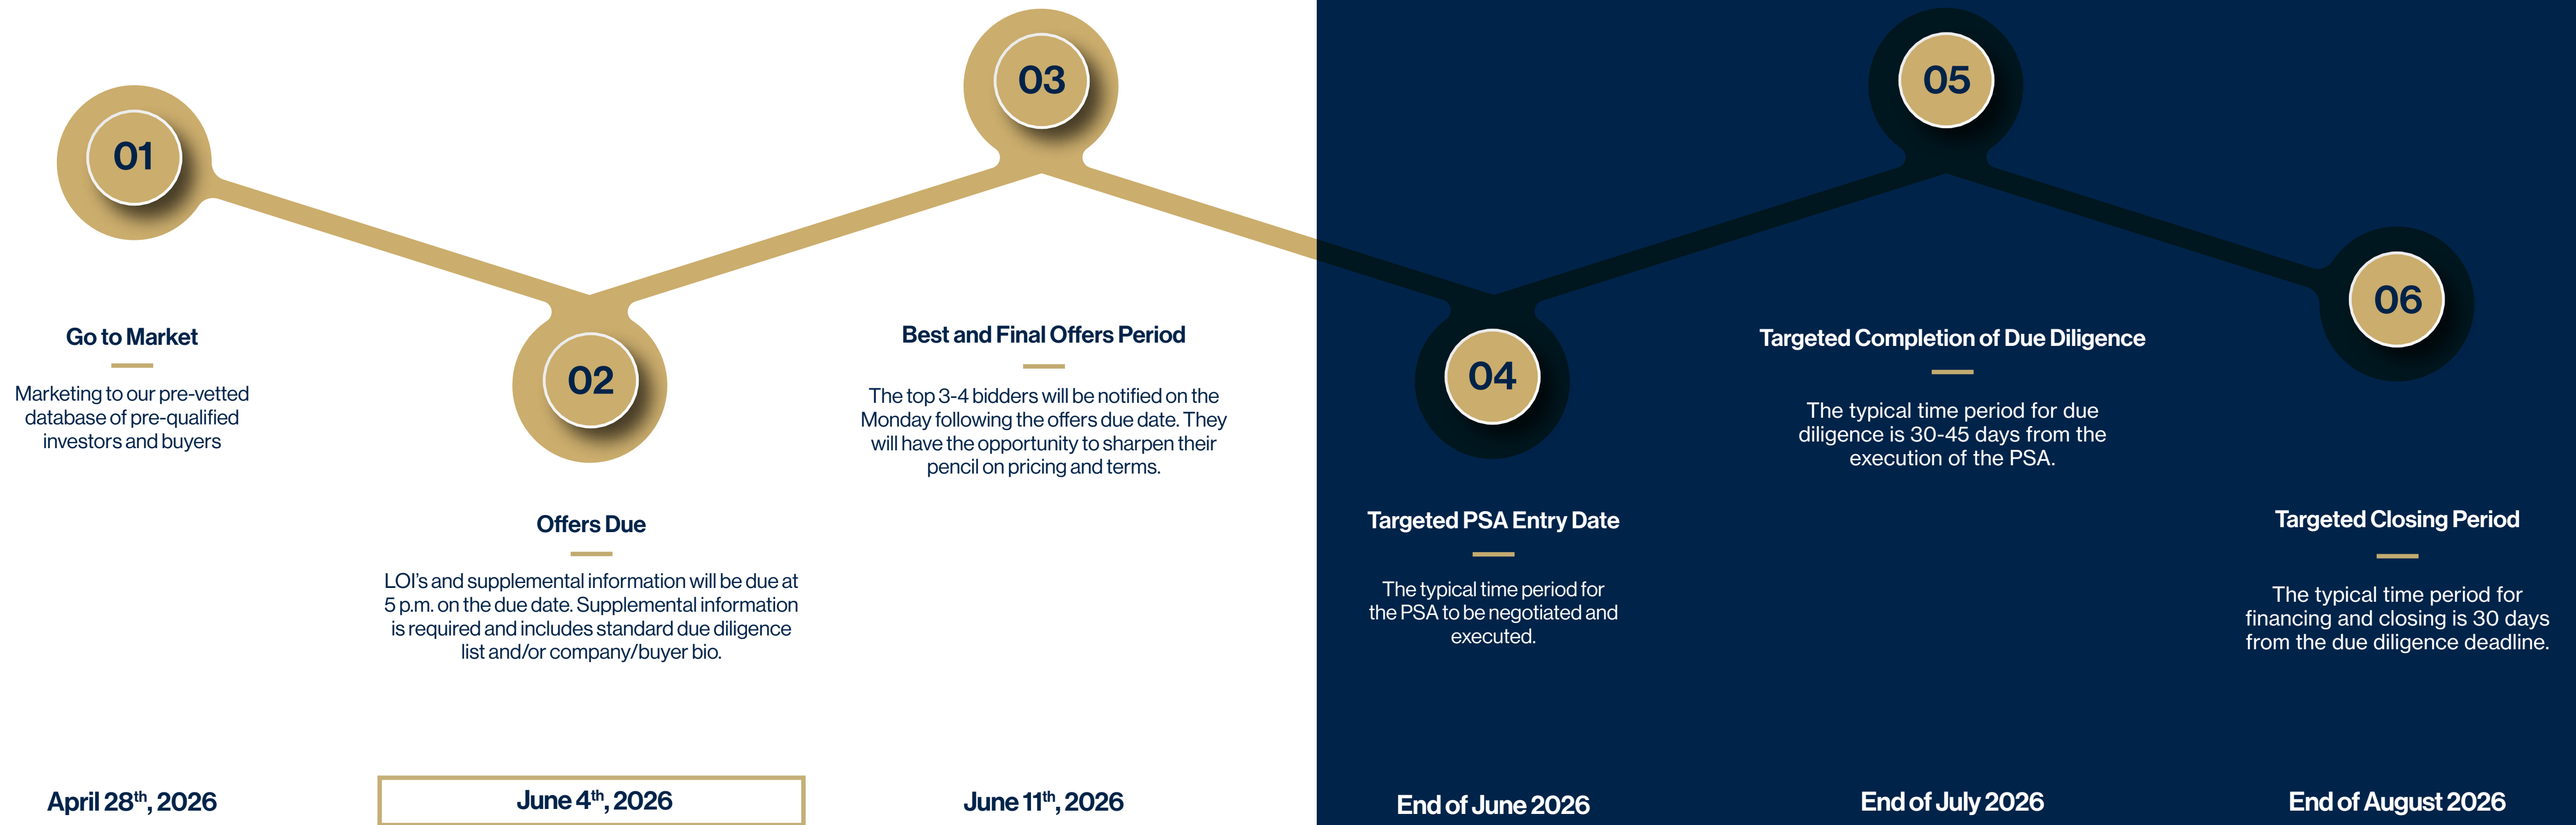 01
Go to Market
Marketing to our pre-vetted
database of pre-qualified
investors and buyers
April 28th, 2026
02
Offers Due
LOI's and supplemental information will be due at
5 p.m. on the due date. Supplemental information
is required and includes standard due diligence
list and/or company/buyer bio.
June 4th, 2026
03
Best and Final Offers Period
The top 3-4 bidders will be notified on the
Monday following the offers due date. They
will have the opportunity to sharpen their
pencil on pricing and terms.
June 11th, 2026
04
Targeted PSA Entry Date
The typical time period for
the PSA to be negotiated and
executed.
End of June 2026
05
Targeted Completion of Due Diligence
The typical time period for due
diligence is 30-45 days from the
execution of the PSA.
End of July 2026
06
Targeted Closing Period
The typical time period for
financing and closing is 30 days
from the due diligence deadline.
End of August 2026